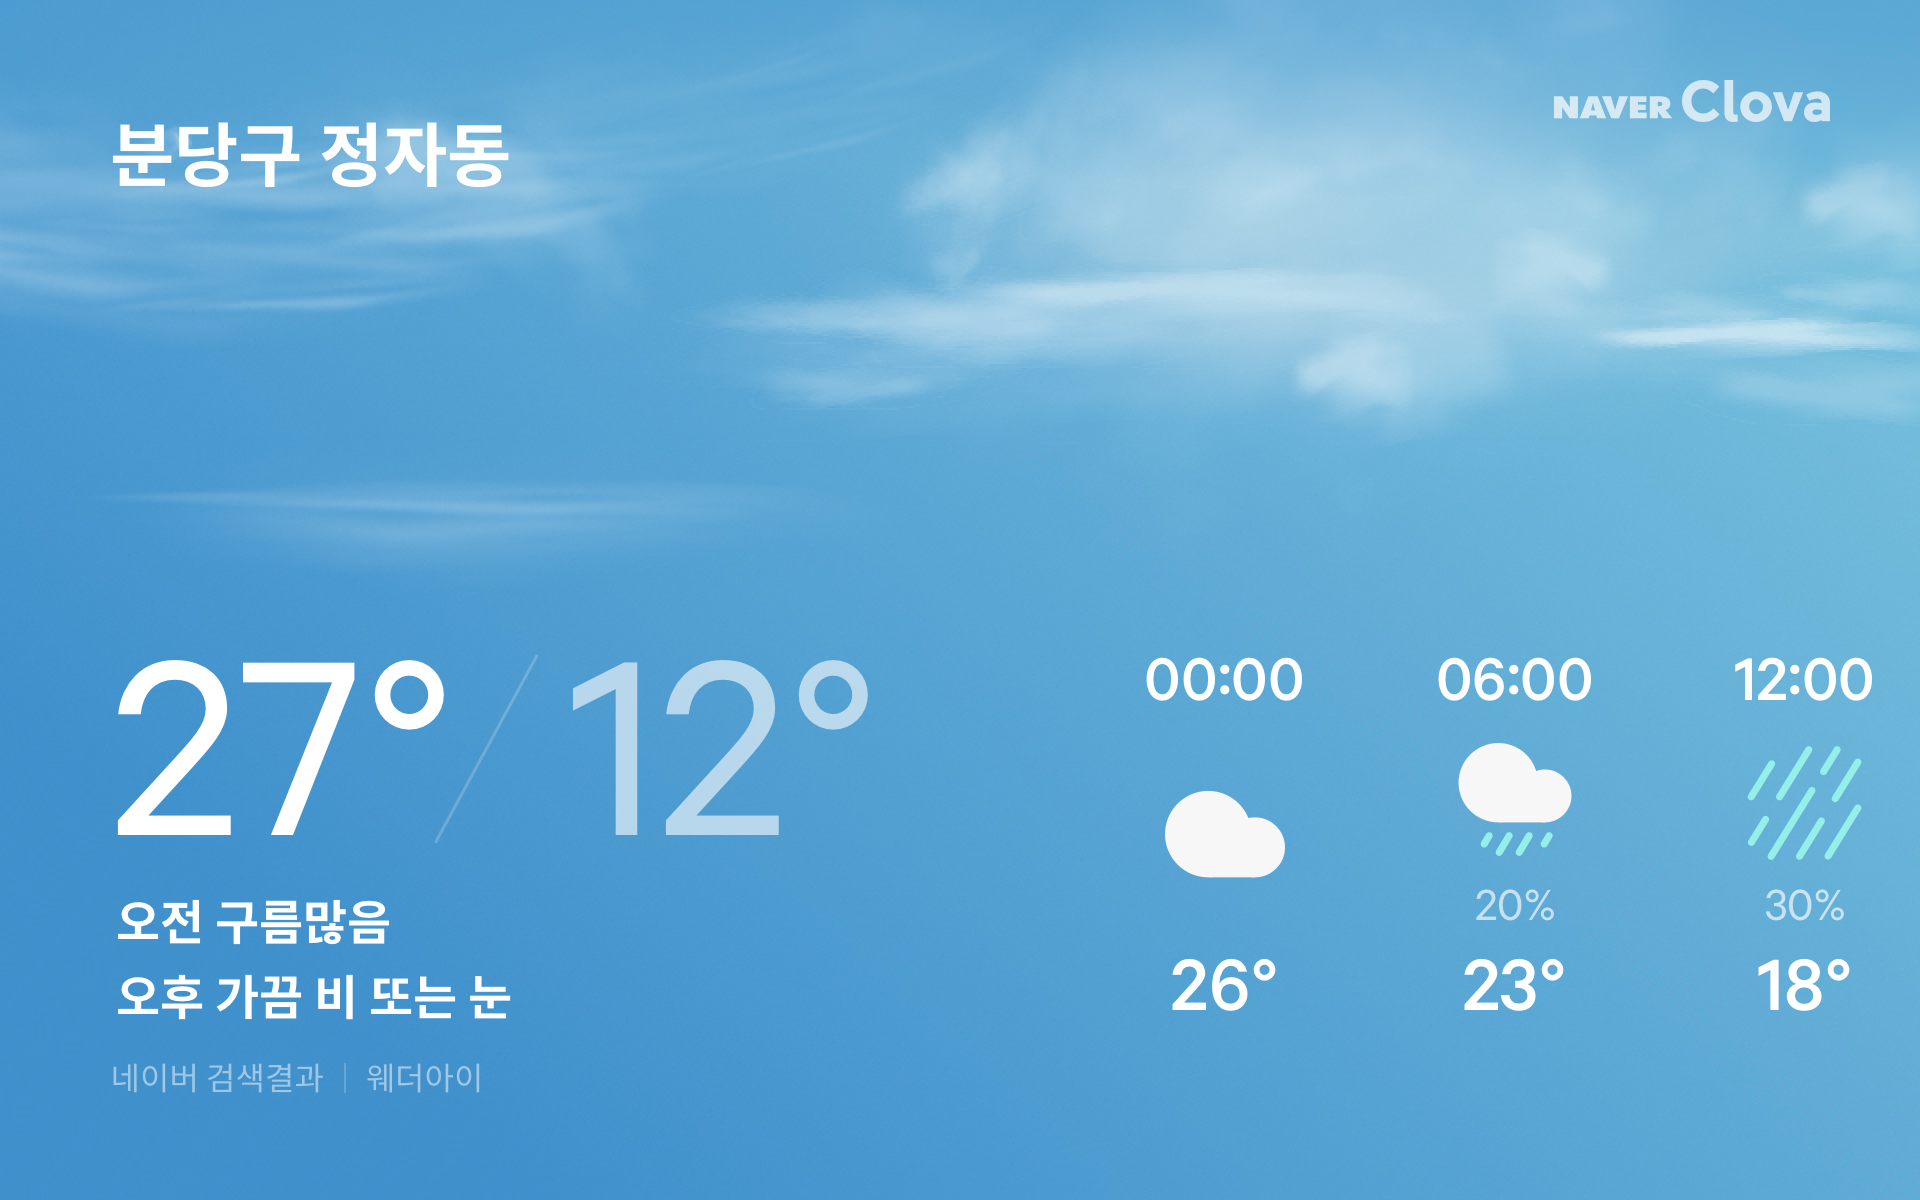 분당구 정자동
NAVER Clova
27° / 12°
오전 구름많음
오후 가끔 비 또는 눈
네이버 검색결과 | 웨더아이
00:00 06:00 12:00
20% 30%
26° 23° 18°